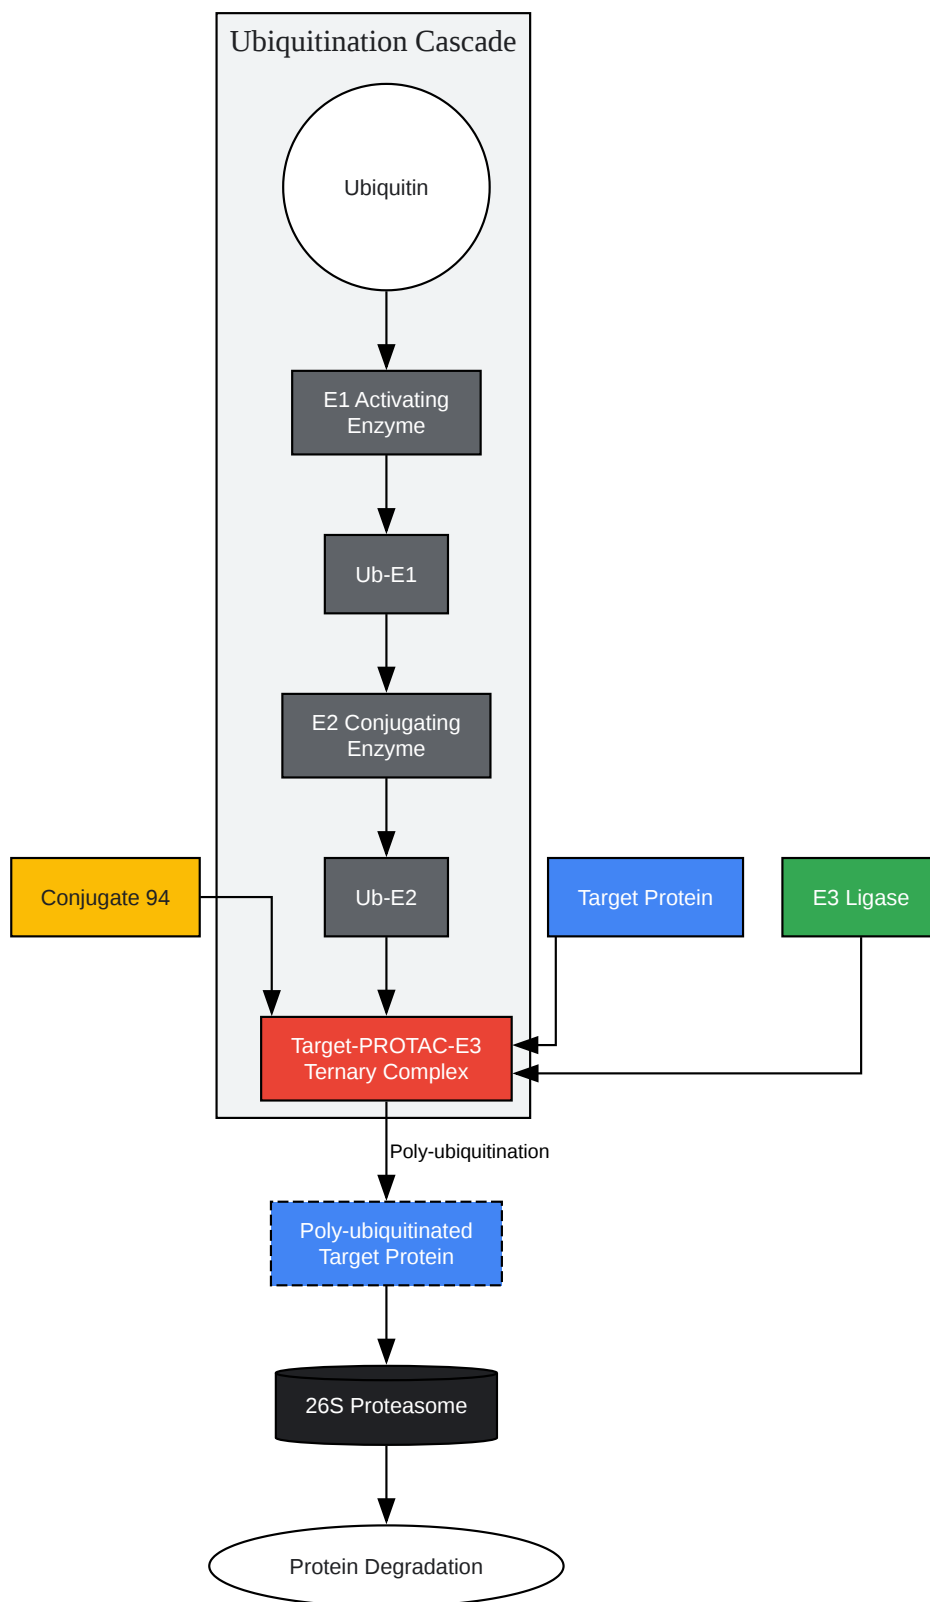 Ubiquitination Cascade
Ubiquitin
E1 Activating
Enzyme
Ub-E1
E2 Conjugating
Enzyme
Conjugate 94
Ub-E2
Target Protein
E3 Ligase
Target-PROTAC-E3
Ternary Complex
Poly-ubiquitination
Poly-ubiquitinated
Target Protein
26S Proteasome
Protein Degradation